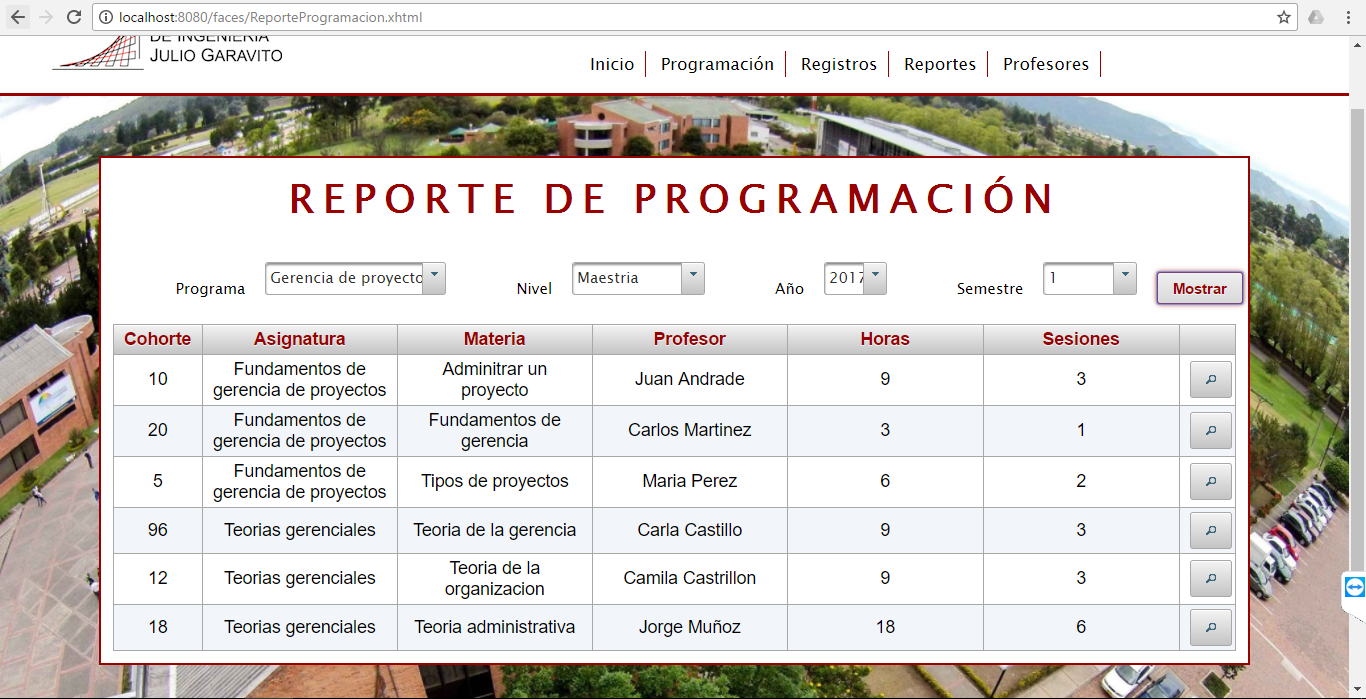 localhost:8080/faces/ReporteProgramacion.xhtml
DE INGENIERIA
JULIO GARAVITO
Inicio Programación Registros Reportes Profesores
REPORTE DE PROGRAMACIÓN
Programa Gerencia de proyecto Nivel Maestria Año 2017 Semestre 1 Mostrar
Cohorte Asignatura Materia Profesor Horas Sesiones
10 Fundamentos de gerencia de proyectos Adminitrar un proyecto Juan Andrade 9 3
20 Fundamentos de gerencia de proyectos Fundamentos de gerencia Carlos Martinez 3 1
5 Fundamentos de gerencia de proyectos Tipos de proyectos Maria Perez 6 2
96 Teorias gerenciales Teoria de la gerencia Carla Castillo 9 3
12 Teorias gerenciales Teoria de la organizacion Camila Castrillon 9 3
18 Teorias gerenciales Teoria administrativa Jorge Muñoz 18 6